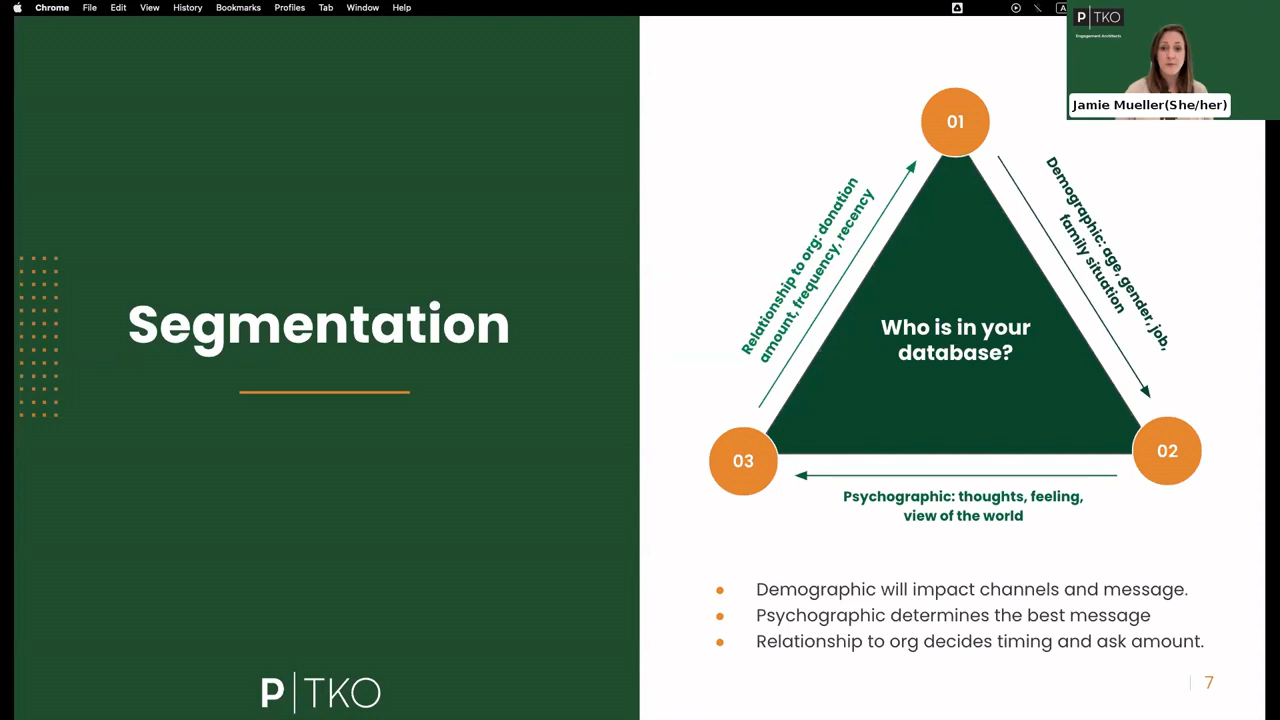 Chrome File Edit View History Bookmarks Profiles Tab Window Help
P|TKO
Engagement Architects
Jamie Mueller(She/her)
Segmentation
P|TKO
01
Demographic: age, gender, job,
family situation
02
Psychographic: thoughts, feeling,
view of the world
03
Relationship to org: donation
amount, frequency, recency
Who is in your
database?
Demographic will impact channels and message.
Psychographic determines the best message
Relationship to org decides timing and ask amount.
7